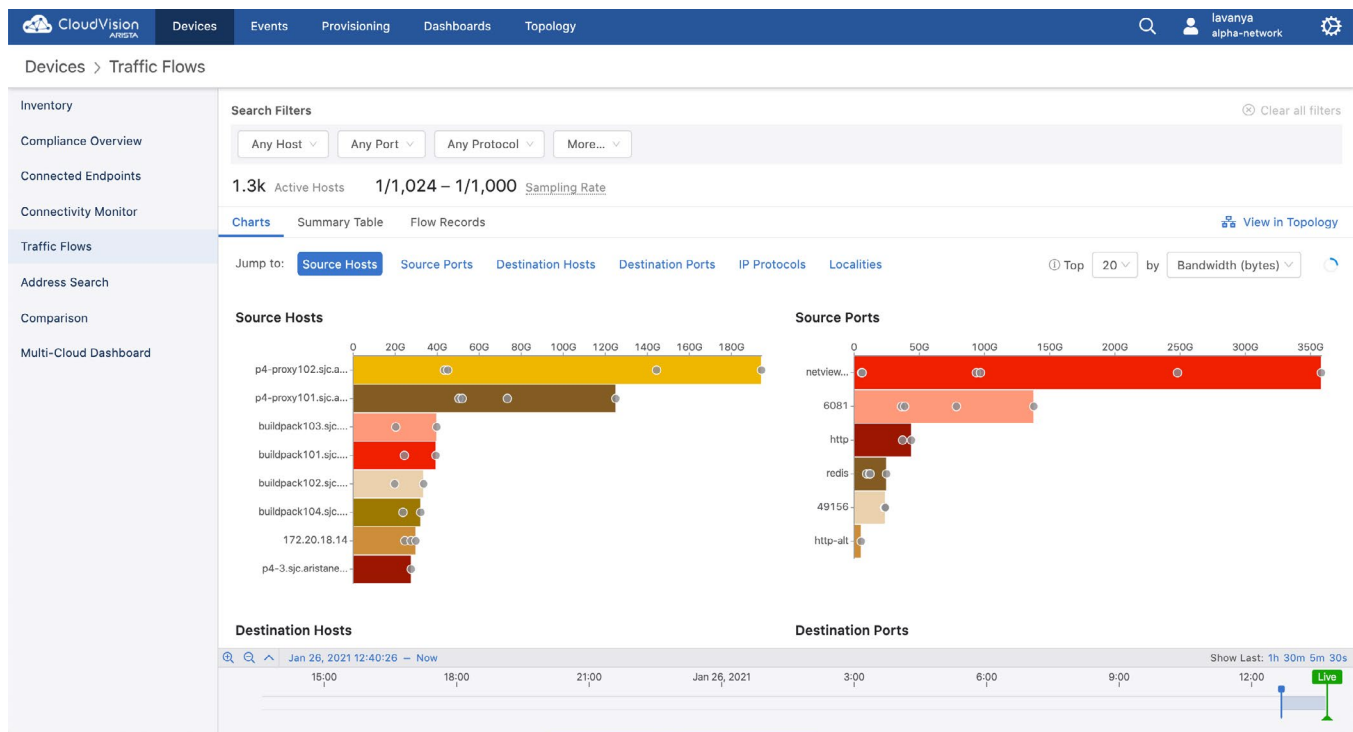 CloudVision
ARISTA
Devices Events Provisioning Dashboards Topology
lavanya
alpha-network
Devices > Traffic Flows
Inventory
Compliance Overview
Connected Endpoints
Connectivity Monitor
Traffic Flows
Address Search
Comparison
Multi-Cloud Dashboard
Search Filters
Clear all filters
Any Host Any Port Any Protocol More...
1.3k Active Hosts 1/1,024 – 1/1,000 Sampling Rate
Charts Summary Table Flow Records
View in Topology
Jump to: Source Hosts Source Ports Destination Hosts Destination Ports IP Protocols Localities
Top 20 by Bandwidth (bytes)
Source Hosts
0 20G 40G 60G 80G 100G 120G 140G 160G 180G
p4-proxy102.sjc.a...
p4-proxy101.sjc.a...
buildpack103.sjc....
buildpack101.sjc....
buildpack102.sjc....
buildpack104.sjc....
172.20.18.14
p4-3.sjc.aristane...
Source Ports
0 50G 100G 150G 200G 250G 300G 350G
netview...
6081
http
redis
49156
http-alt
Destination Hosts
Destination Ports
Jan 26, 2021 12:40:26 – Now
Show Last: 1h 30m 5m 30s
15:00 18:00 21:00 Jan 26, 2021 3:00 6:00 9:00 12:00 Live